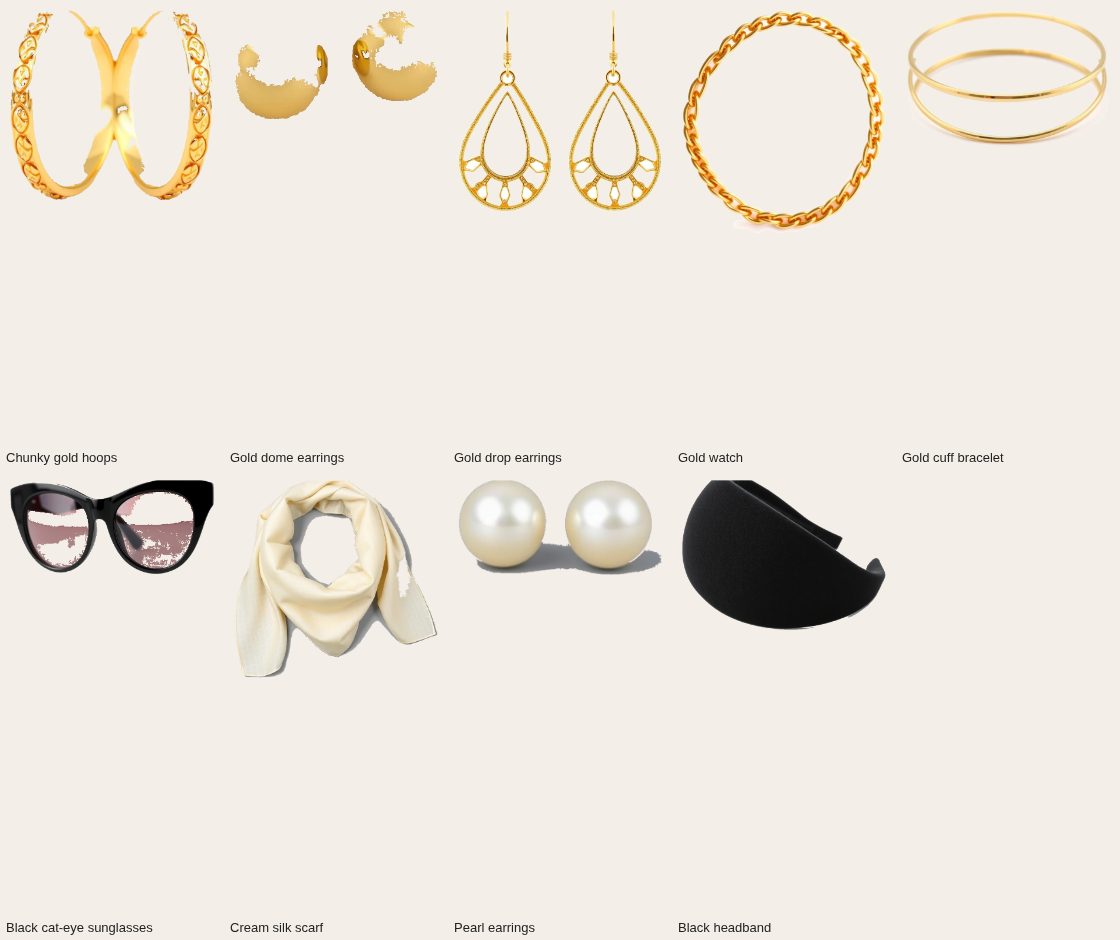 Chunky gold hoops
Gold dome earrings
Gold drop earrings
Gold watch
Gold cuff bracelet
Black cat-eye sunglasses
Cream silk scarf
Pearl earrings
Black headband